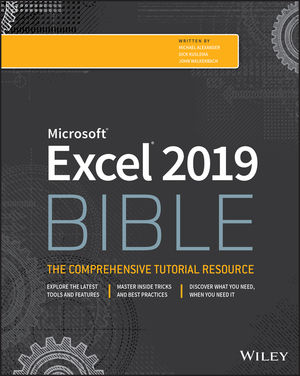 WRITTEN BY
MICHAEL ALEXANDER
DICK KUSLEIKA
JOHN WALKENBACH
Microsoft®
Excel® 2019
BIBLE
THE COMPREHENSIVE TUTORIAL RESOURCE
EXPLORE THE LATEST
TOOLS AND FEATURES
MASTER INSIDE TRICKS
AND BEST PRACTICES
DISCOVER WHAT YOU NEED,
WHEN YOU NEED IT
WILEY